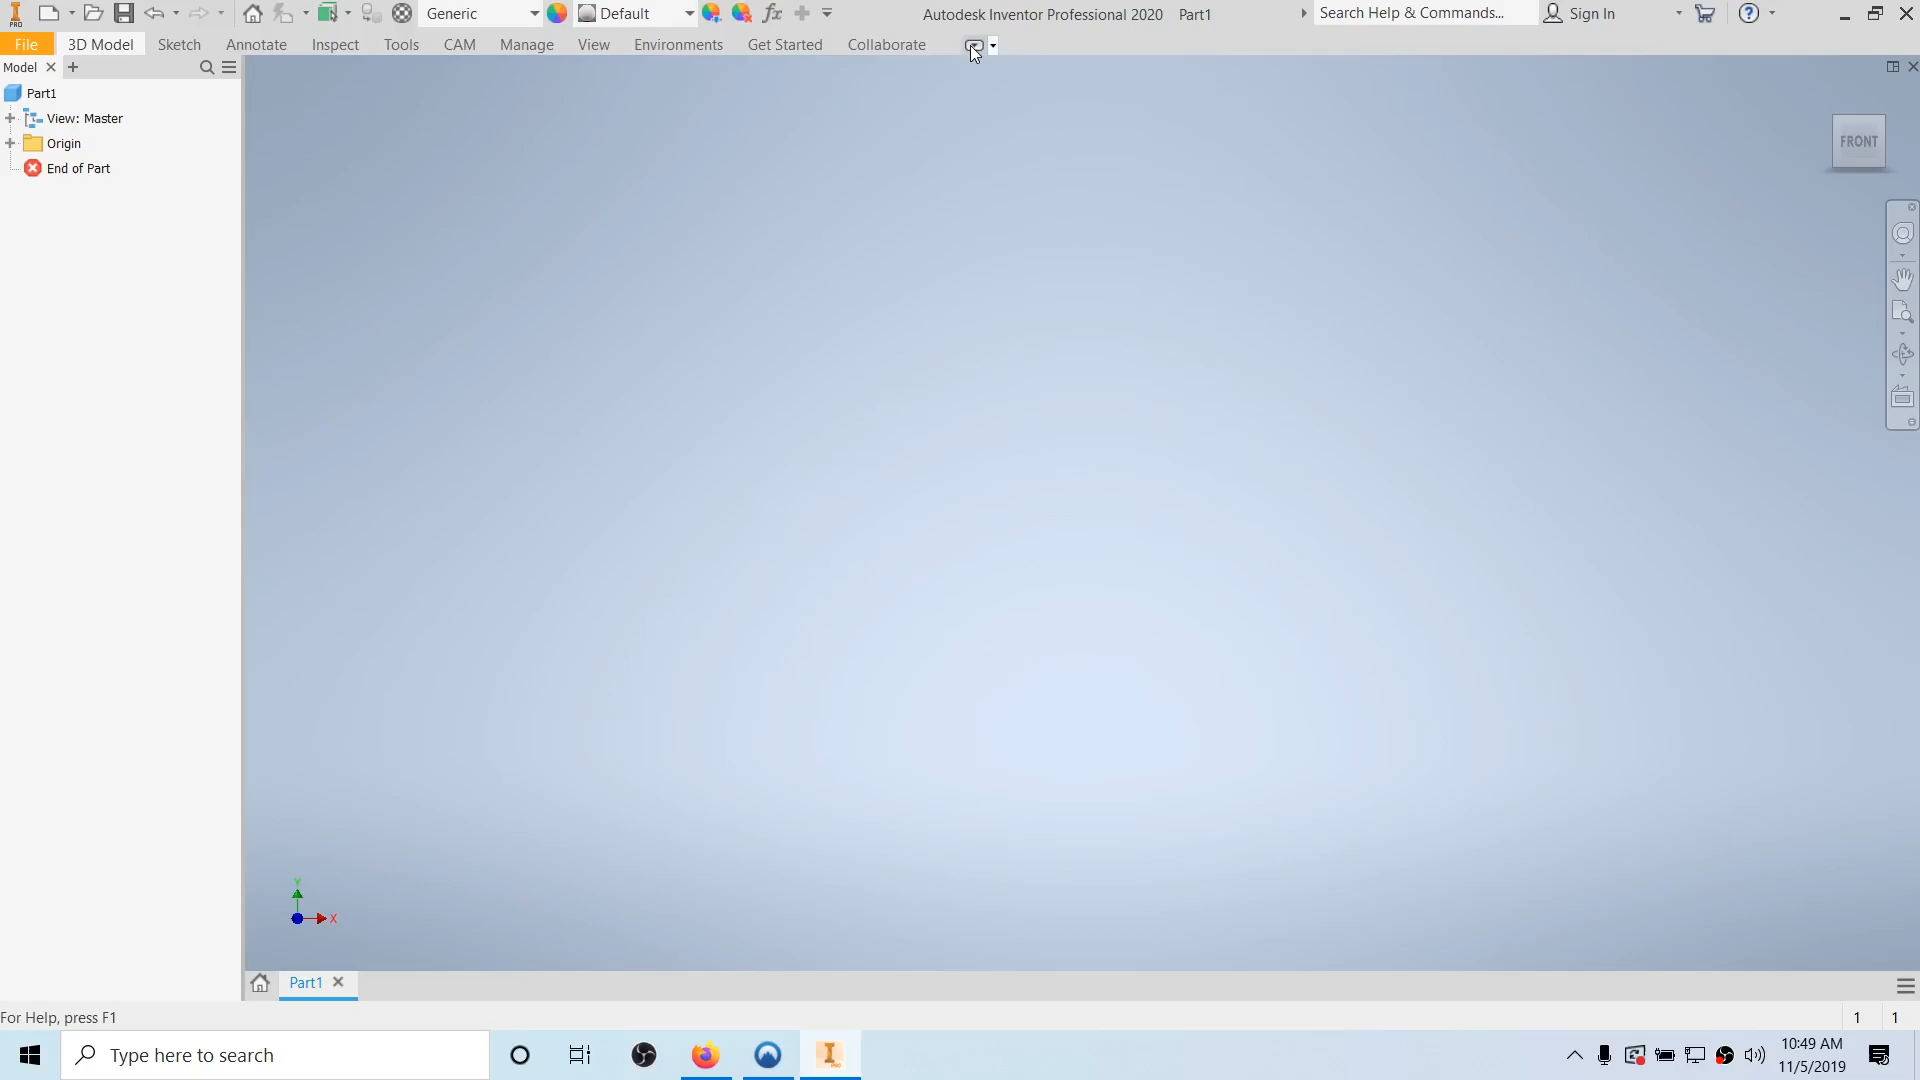 Generic
Default
Autodesk Inventor Professional 2020 Part1
Search Help & Commands...
Sign In
File 3D Model Sketch Annotate Inspect Tools CAM Manage View Environments Get Started Collaborate
Model
Part1
View: Master
Origin
End of Part
FRONT
Y
X
Part1
For Help, press F1
1 1
Type here to search
10:49 AM
11/5/2019